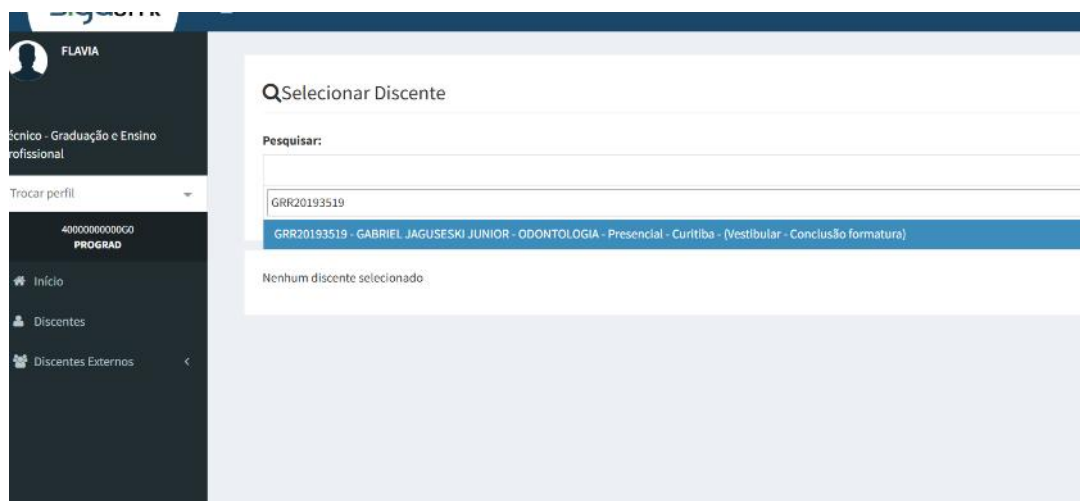 FLAVIA
écnico - Graduação e Ensino
rofissional
Trocar perfil
PROGRAD
Início
Discentes
Discentes Externos
Selecionar Discente
Pesquisar:
GRR20193519
GRR20193519 - GABRIEL JAGUSESKI JUNIOR - ODONTOLOGIA - Presencial - Curitiba - (Vestibular - Conclusão formatura)
Nenhum discente selecionado